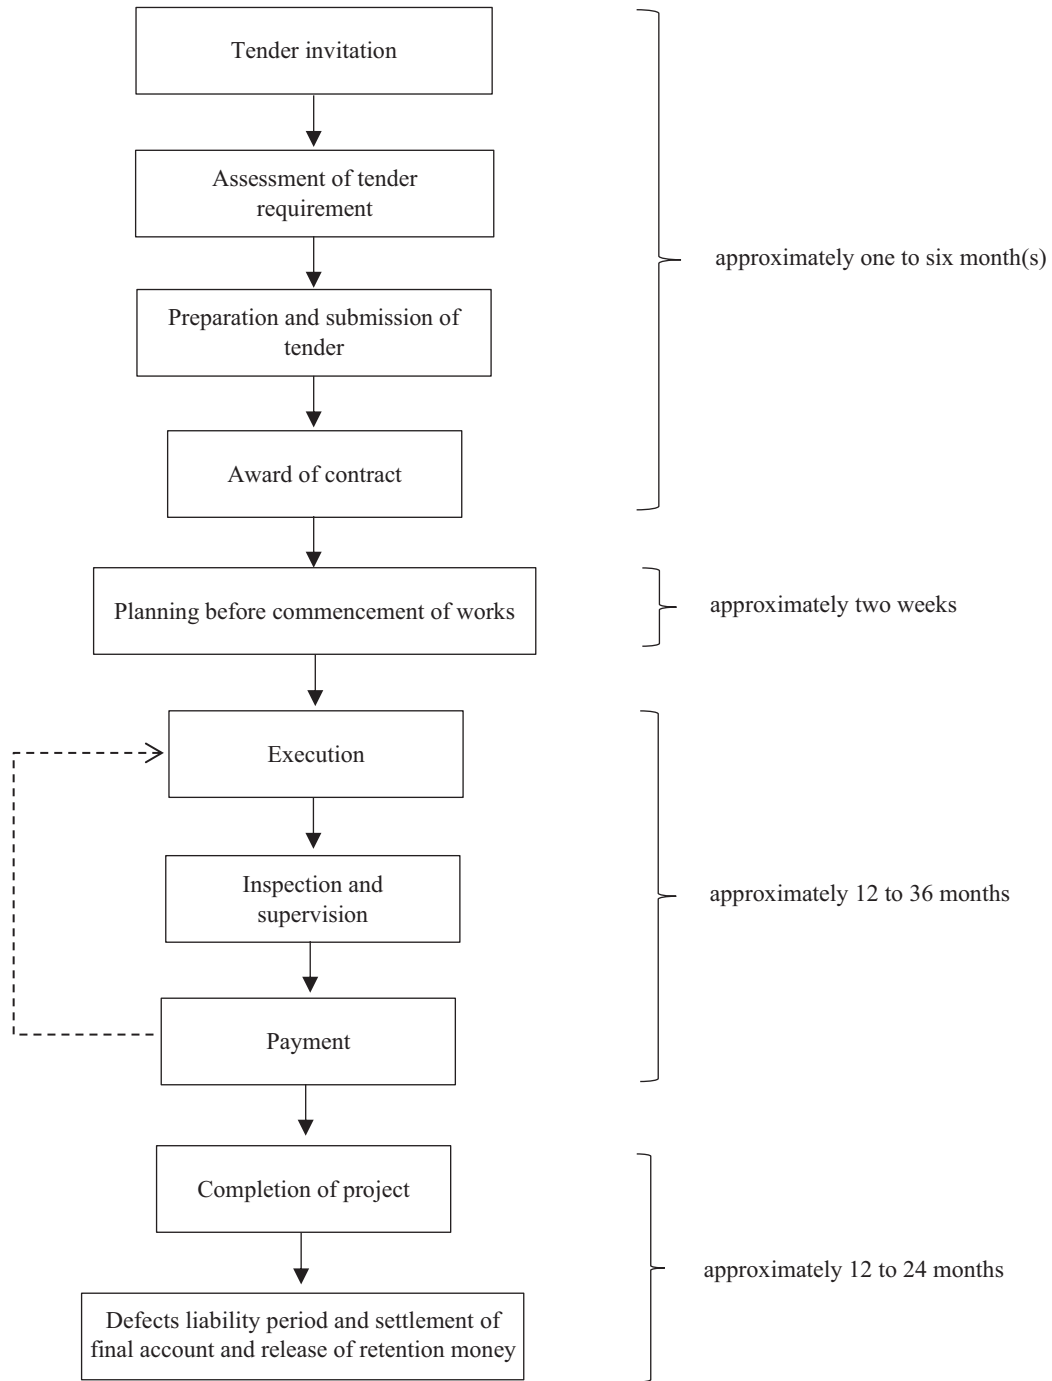 Tender invitation
Assessment of tender
requirement
approximately one to six month(s)
Preparation and submission of
tender
Award of contract
Planning before commencement of works
approximately two weeks
Execution
Inspection and
supervision
approximately 12 to 36 months
Payment
Completion of project
approximately 12 to 24 months
Defects liability period and settlement of
final account and release of retention money